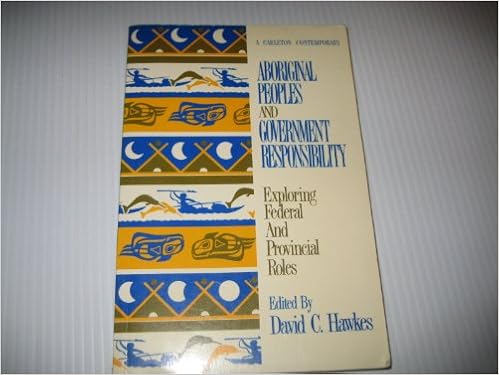 A CARLETON CONTEMPORARY
ABORIGINAL
PEOPLES
AND
GOVERNMENT
RESPONSIBILITY
Exploring
Federal
And
Provincial
Roles
Edited By
David C. Hawkes